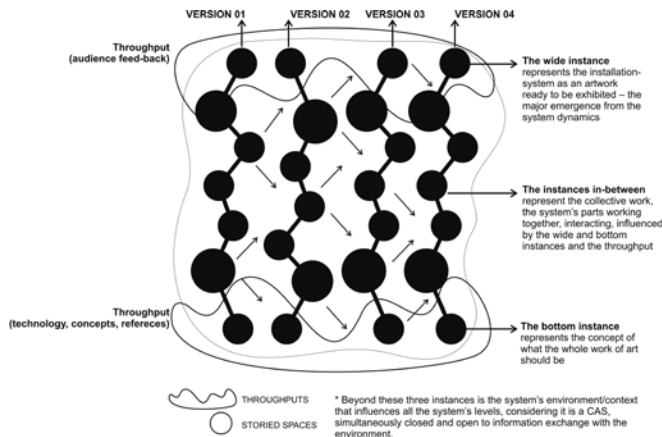 VERSION 01
VERSION 02
VERSION 03
VERSION 04
Throughput
(audience feed-back)
The wide instance
represents the installation-
system as an artwork
ready to be exhibited – the
major emergence from the
system dynamics
The instances in-between
represent the collective work,
the system's parts working
together, interacting, influenced
by the wide and bottom
instances and the throughput
Throughput
(technology, concepts, refereces)
The bottom instance
represents the concept of
what the whole work of art
should be
THROUGHPUTS
STORIED SPACES
* Beyond these three instances is the system's environment/context
that influences all the system's levels, considering it is a CAS,
simultaneously closed and open to information exchange with the
environment.